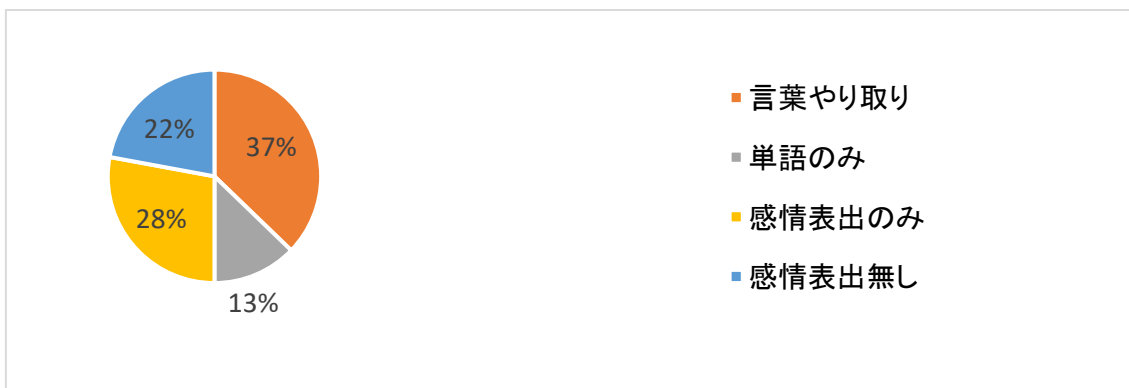 22%
37%
28%
13%
言葉やり取り
単語のみ
感情表出のみ
感情表出無し